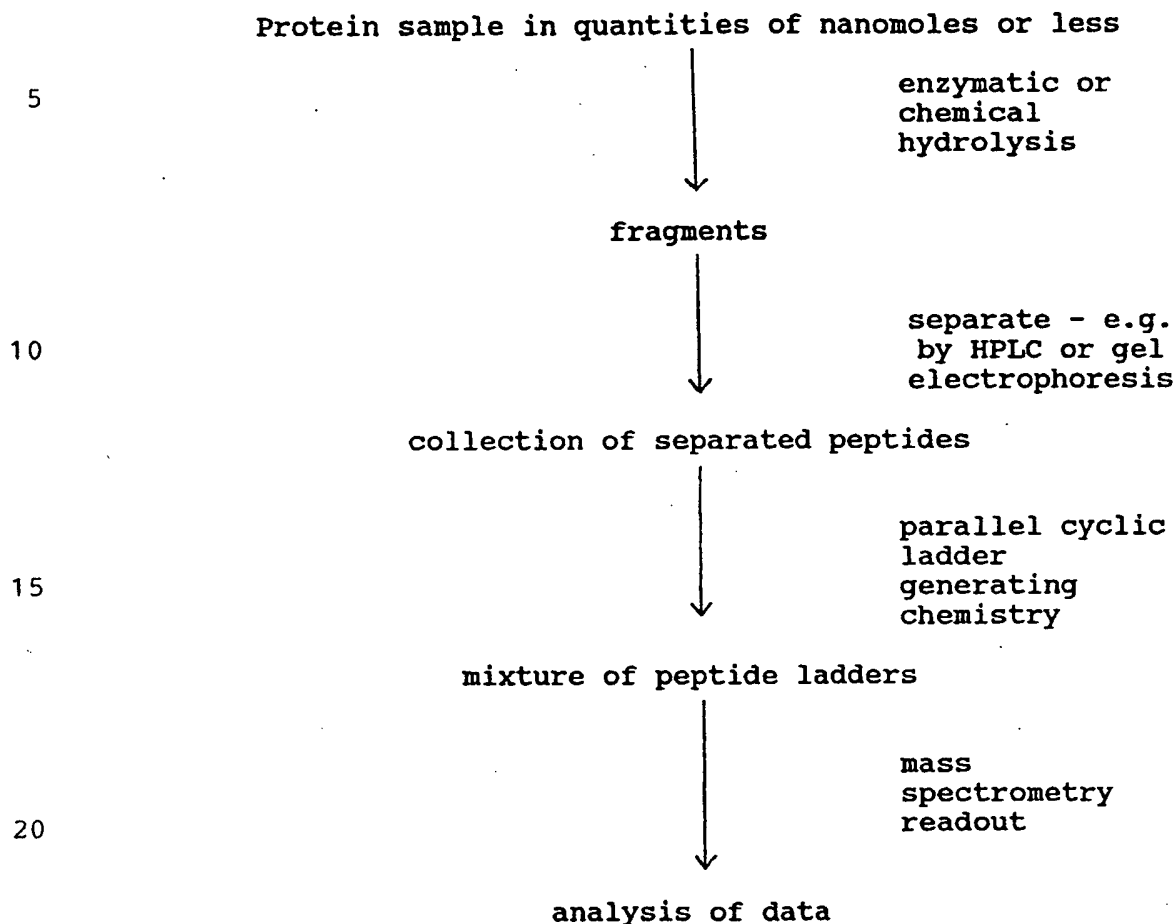 Protein sample in quantities of nanomoles or less
5
enzymatic or
chemical
hydrolysis
fragments
separate - e.g.
10
by HPLC or gel
electrophoresis
collection of separated peptides
parallel cyclic
ladder
15
generating
chemistry
mixture of peptide ladders
mass
spectrometry
20
readout
analysis of data